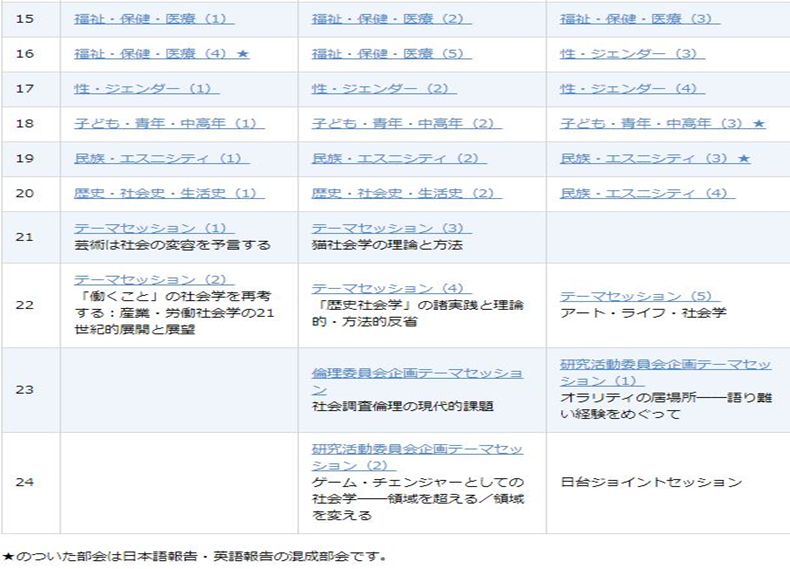 15 福祉・保健・医療（1） 福祉・保健・医療（2） 福祉・保健・医療（3）
16 福祉・保健・医療（4）★ 福祉・保健・医療（5） 性・ジェンダー（3）
17 性・ジェンダー（1） 性・ジェンダー（2） 性・ジェンダー（4）
18 子ども・青年・中高年（1） 子ども・青年・中高年（2） 子ども・青年・中高年（3）★
19 民族・エスニシティ（1） 民族・エスニシティ（2） 民族・エスニシティ（3）★
20 歴史・社会史・生活史（1） 歴史・社会史・生活史（2） 民族・エスニシティ（4）
21
テーマセッション（1）
芸術は社会の変容を予言する
テーマセッション（3）
猫社会学の理論と方法
22
テーマセッション（2）
「働くこと」の社会学を再考
する：産業・労働社会学の21
世紀的展開と展望
テーマセッション（4）
「歴史社会学」の諸実践と理論
的・方法的反省
テーマセッション（5）
アート・ライフ・社会学
23
倫理委員会企画テーマセッショ
ン
社会調査倫理の現代的課題
研究活動委員会企画テーマセッ
ション（1）
オラリティの居場所――語り難
い経験をめぐって
24
研究活動委員会企画テーマセッ
ション（2）
ゲーム・チェンジャーとしての
社会学――領域を超える／領域
を変える
日台ジョイントセッション
★のついた部会は日本語報告・英語報告の混成部会です。